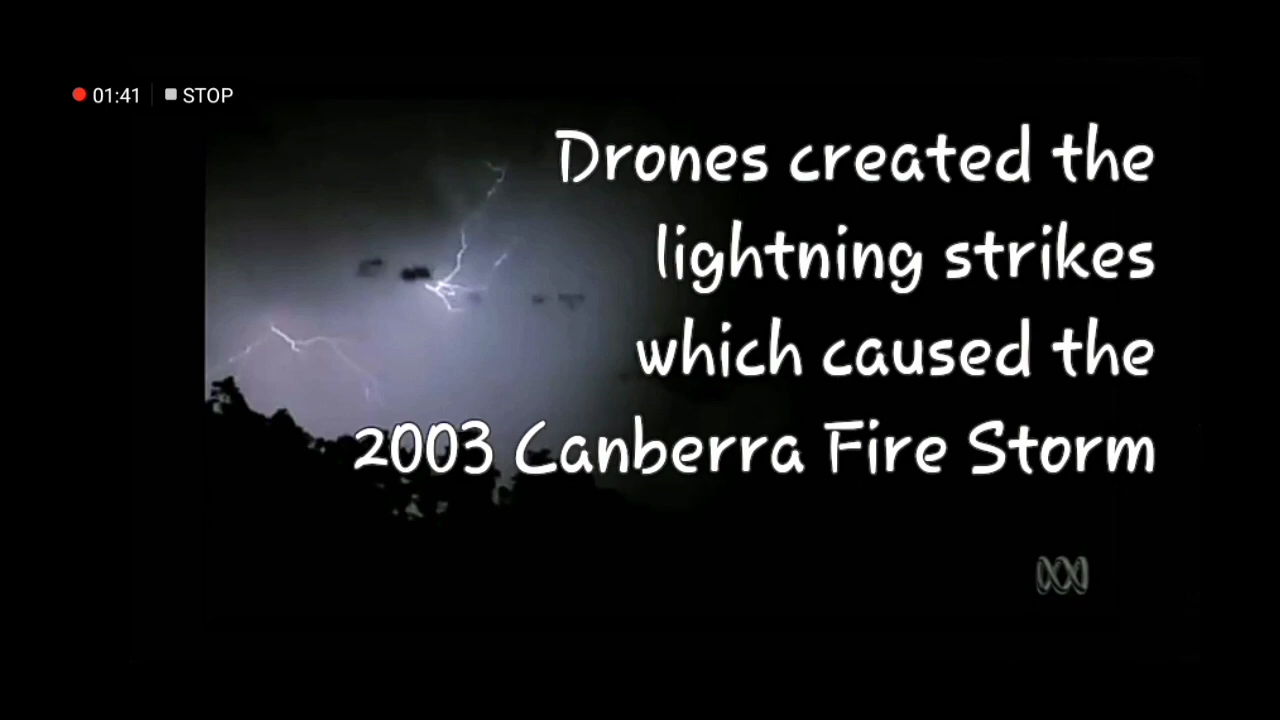 01:41 STOP
Drones created the
lightning strikes
which caused the
2003 Canberra Fire Storm